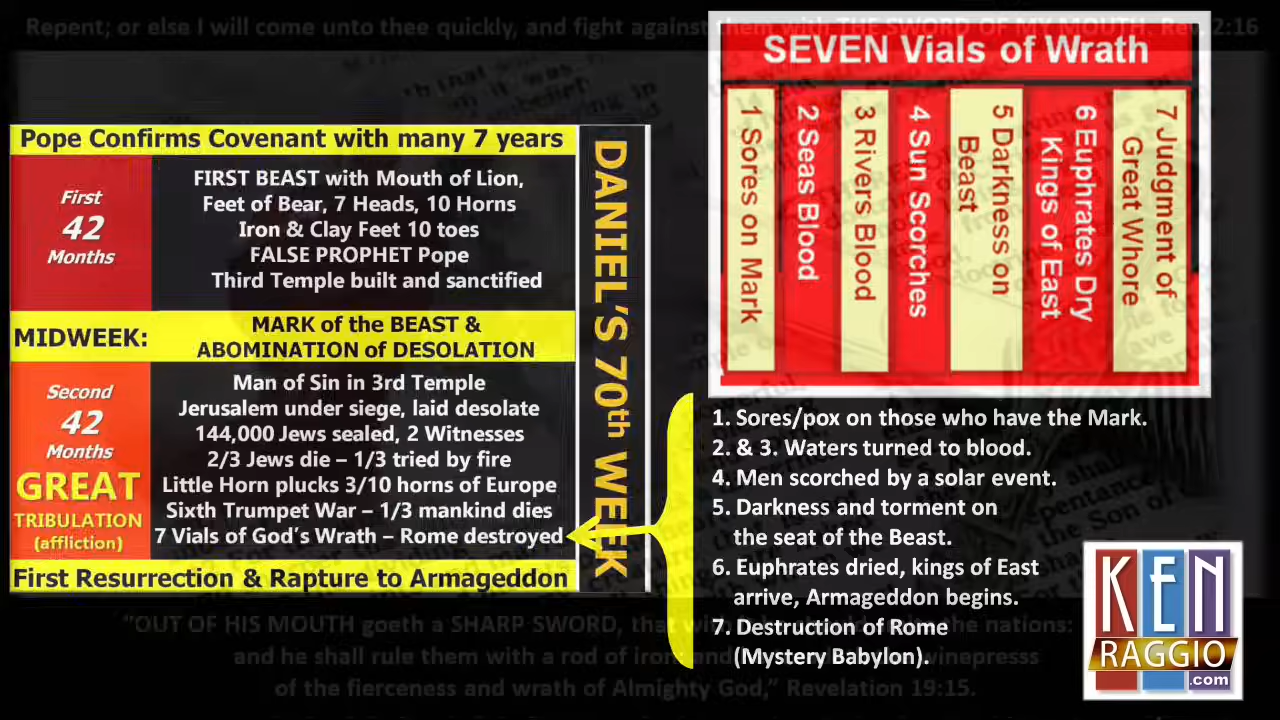 Repent; or else I will come unto thee quickly, and fight against them with THE SWORD OF MY MOUTH. Rev. 2:16
Pope Confirms Covenant with many 7 years
First
42
Months
FIRST BEAST with Mouth of Lion,
Feet of Bear, 7 Heads, 10 Horns
Iron & Clay Feet 10 toes
FALSE PROPHET Pope
Third Temple built and sanctified
MIDWEEK:
MARK of the BEAST &
ABOMINATION of DESOLATION
Second
42
Months
GREAT
TRIBULATION
(affliction)
Man of Sin in 3rd Temple
Jerusalem under siege, laid desolate
144,000 Jews sealed, 2 Witnesses
2/3 Jews die – 1/3 tried by fire
Little Horn plucks 3/10 horns of Europe
Sixth Trumpet War – 1/3 mankind dies
7 Vials of God's Wrath – Rome destroyed
First Resurrection & Rapture to Armageddon
DANIEL'S 70th WEEK
SEVEN Vials of Wrath
1 Sores on Mark
2 Seas Blood
3 Rivers Blood
4 Sun Scorches
5 Darkness on
Beast
6 Euphrates Dry
Kings of East
7 Judgment of
Great Whore
1. Sores/pox on those who have the Mark.
2. & 3. Waters turned to blood.
4. Men scorched by a solar event.
5. Darkness and torment on
the seat of the Beast.
6. Euphrates dried, kings of East
arrive, Armageddon begins.
7. Destruction of Rome
(Mystery Babylon).
KEN
RAGGIO
.com
"OUT OF HIS MOUTH goeth a SHARP SWORD, that with the nations:
and he shall rule them with a rod of iron: and winepresss
of the fierceness and wrath of Almighty God," Revelation 19:15.